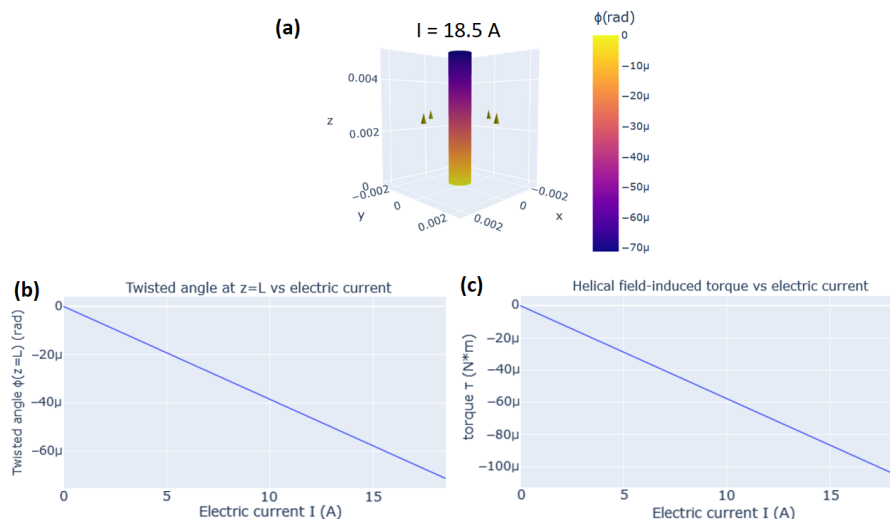 (a)
I = 18.5 A
ϕ(rad)
0
−10μ
−20μ
−30μ
−40μ
−50μ
−60μ
−70μ
0.004
0.002
0
z
−0.002
0
0.002
y
0.002
0
−0.002
x
(b)
Twisted angle at z=L vs electric current
Twisted angle ϕ(z=L) (rad)
0
−20μ
−40μ
−60μ
0
5
10
15
Electric current I (A)
(c)
Helical field-induced torque vs electric current
torque τ (N*m)
0
−20μ
−40μ
−60μ
−80μ
−100μ
0
5
10
15
Electric current I (A)